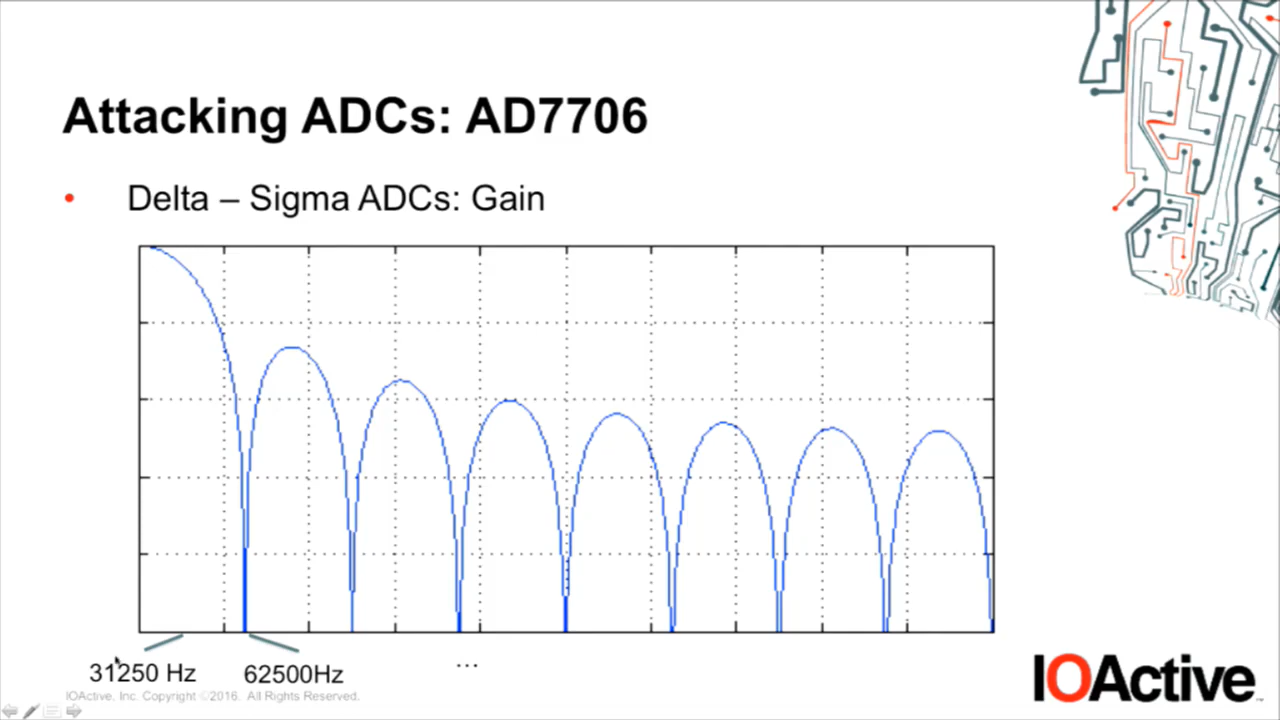 Attacking ADCs: AD7706
• Delta – Sigma ADCs: Gain
31250 Hz
62500Hz
...
IOActive, Inc. Copyright ©2016. All Rights Reserved.
IOActive